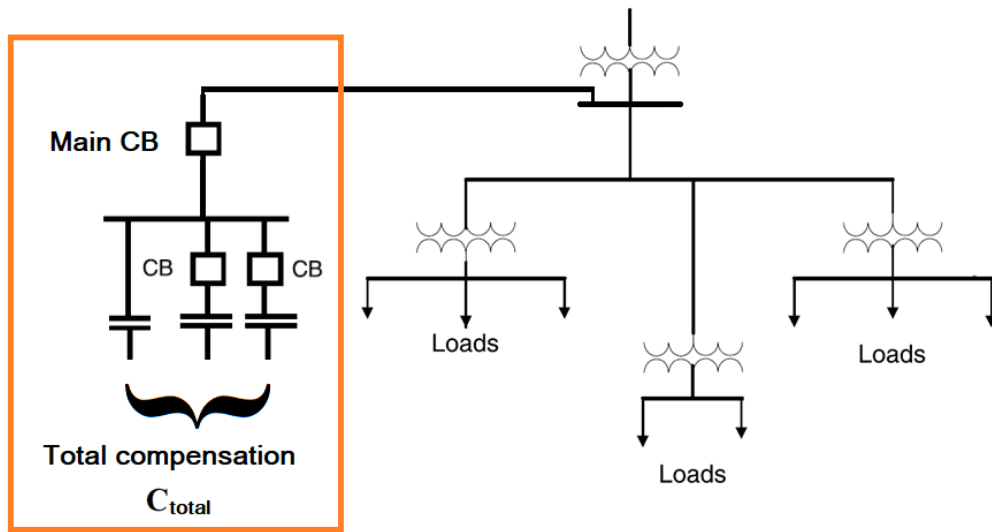 Main CB
CB
CB
Loads
Loads
Loads
Total compensation
Ctotal